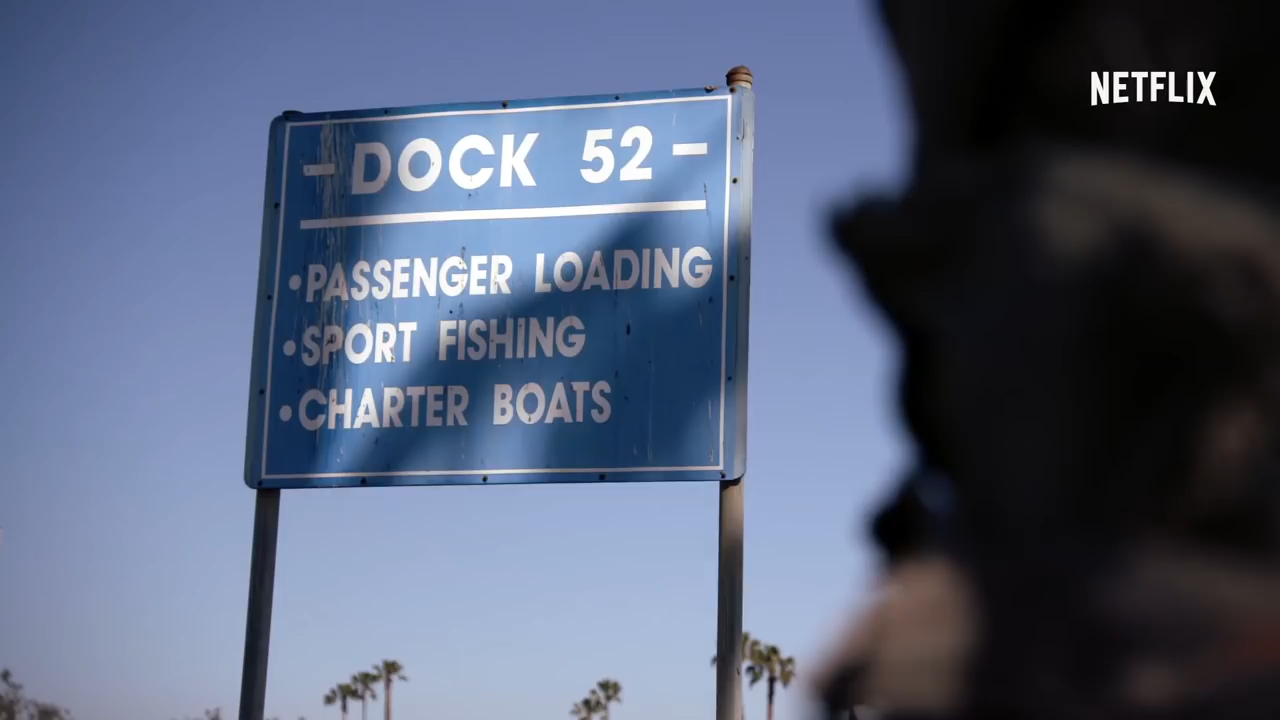 NETFLIX
- DOCK 52 -
•PASSENGER LOADING
•SPORT FISHING
•CHARTER BOATS